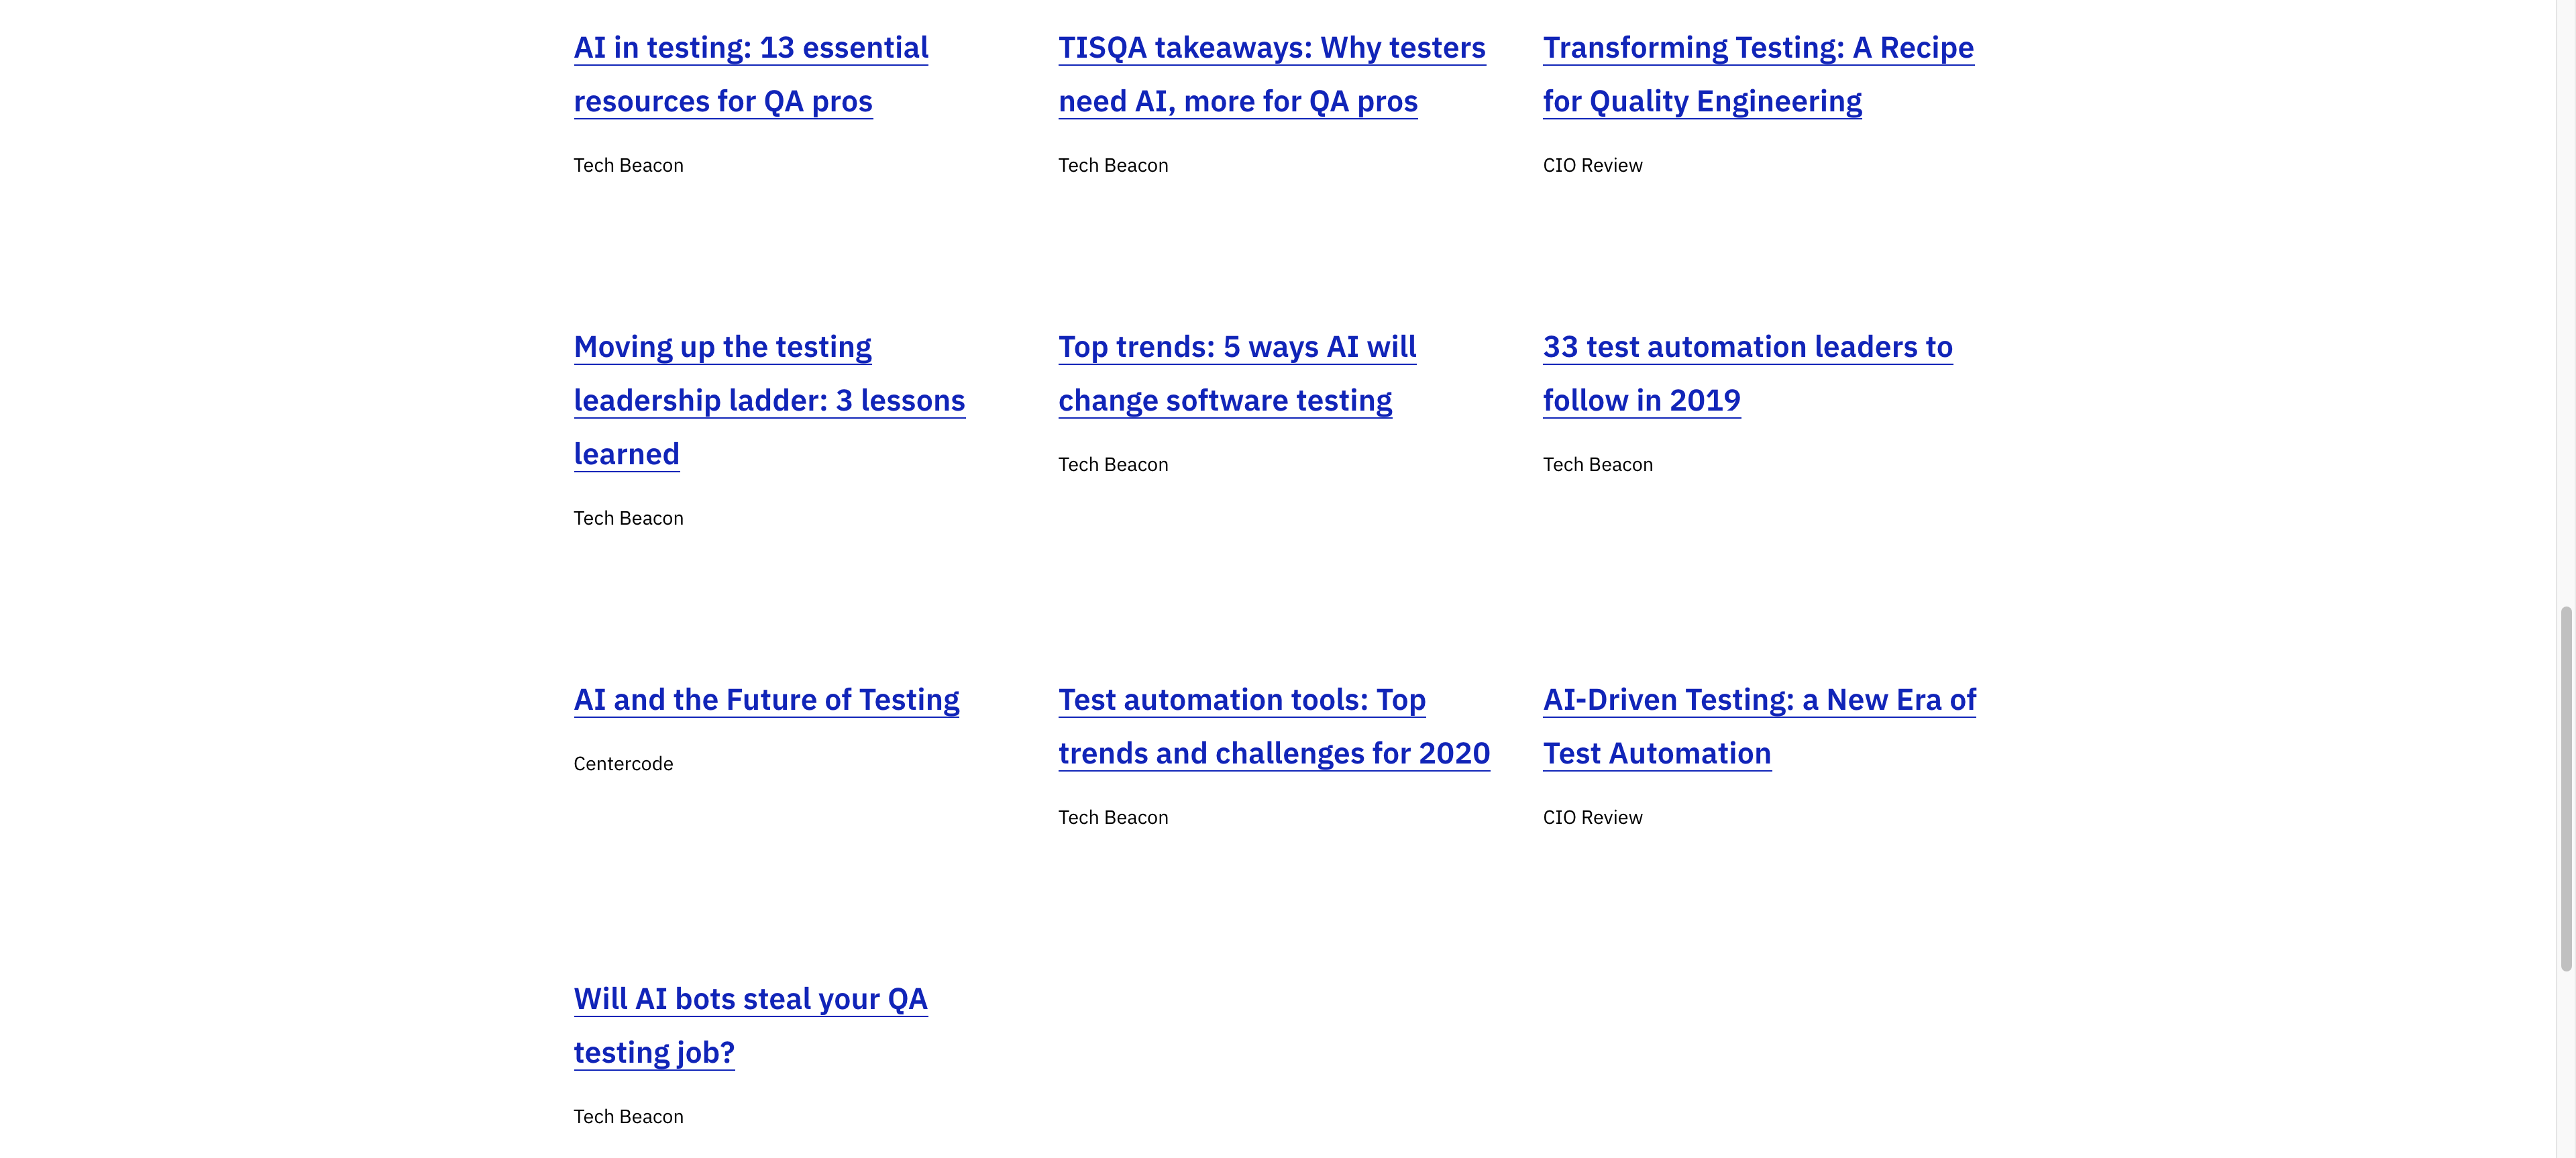 AI in testing: 13 essential
resources for QA pros
Tech Beacon
TISQA takeaways: Why testers
need AI, more for QA pros
Tech Beacon
Transforming Testing: A Recipe
for Quality Engineering
CIO Review
Moving up the testing
leadership ladder: 3 lessons
learned
Tech Beacon
Top trends: 5 ways AI will
change software testing
Tech Beacon
33 test automation leaders to
follow in 2019
Tech Beacon
AI and the Future of Testing
Centercode
Test automation tools: Top
trends and challenges for 2020
Tech Beacon
AI-Driven Testing: a New Era of
Test Automation
CIO Review
Will AI bots steal your QA
testing job?
Tech Beacon